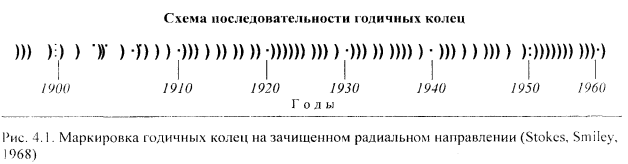 Схема последовательности годичных колец
1900 1910 1920 1930 1940 1950 1960
Годы
Рис. 4.1. Маркировка годичных колец на зачищенном радиальном направлении (Stokes, Smiley,
1968)